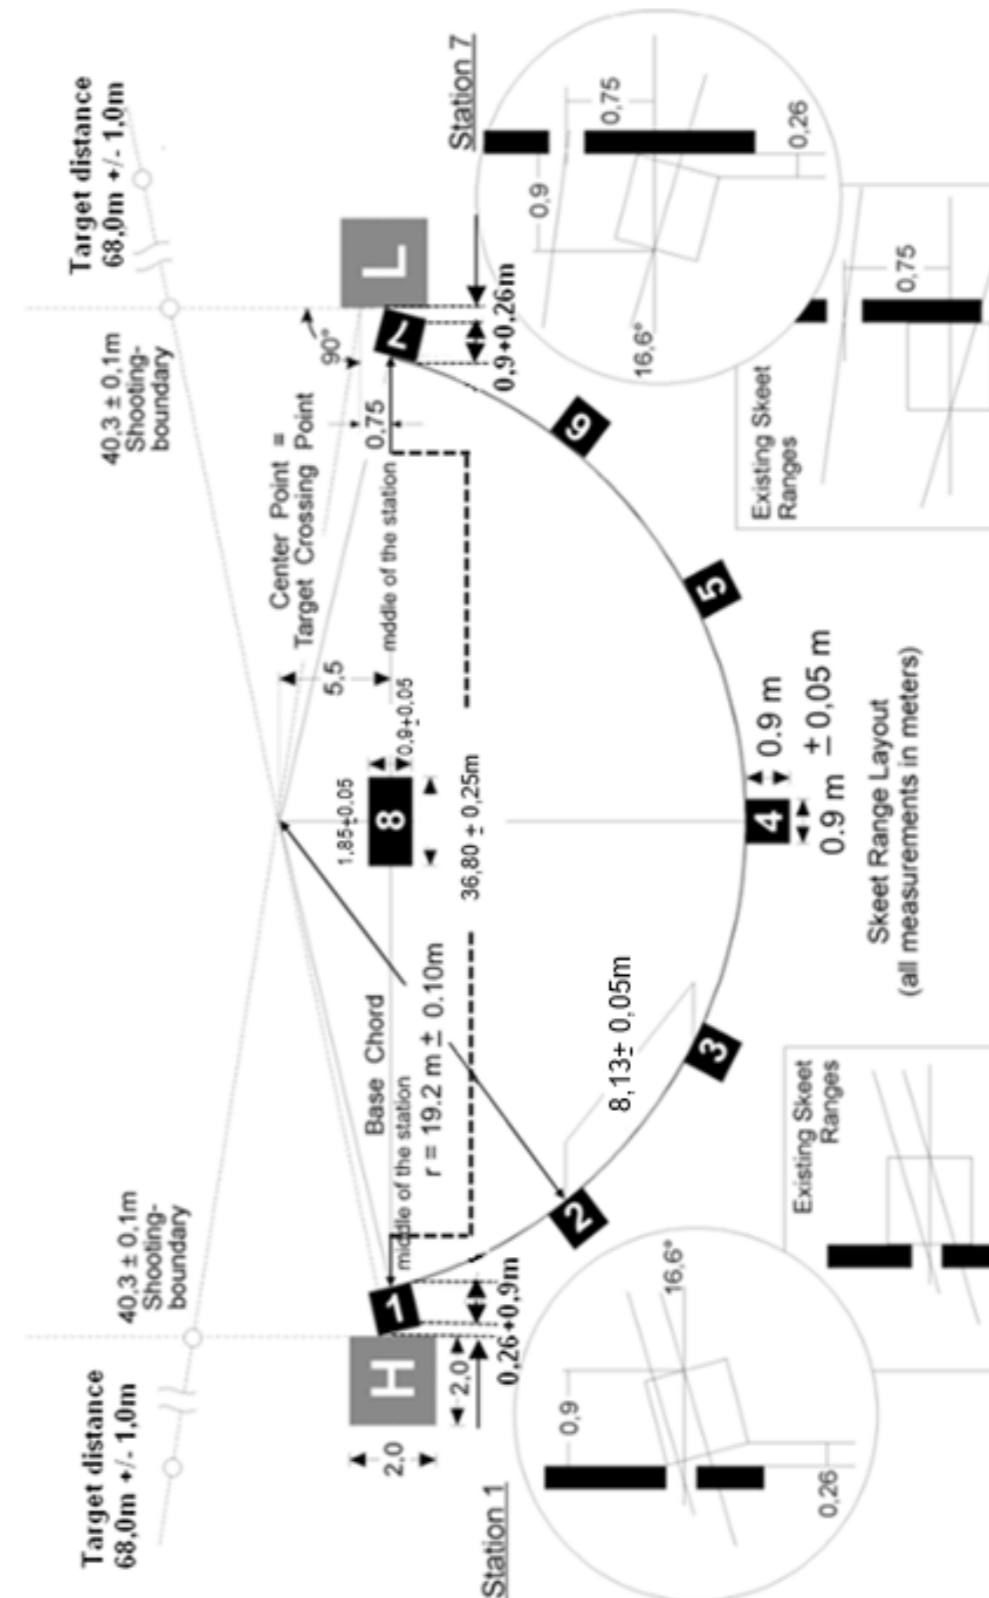 Target distance
68,0m +/- 1,0m
40,3 ± 0,1m
Shooting-
boundary
Center Point =
Target Crossing Point
40,3 ± 0,1m
Shooting-
boundary
Target distance
68,0m +/- 1,0m
90°
L
7
0,75
5,5
1,85±0.05
8
0,9±0,05
mddle of the station
Base Chord
middle of the station
r = 19.2 m ± 0.10m
36,80 ± 0,25m
H
1
2,0
2,0
0,26+0,9m
0,9+0,26m
2
8,13± 0,05m
3
4
0.9 m
0.9 m ± 0,05 m
5
6
Skeet Range Layout
(all measurements in meters)
Station 1
0,9
16,6°
0,26
Existing Skeet
Ranges
Station 7
0,75
0,9
0,26
16,6°
Existing Skeet
Ranges
0,75